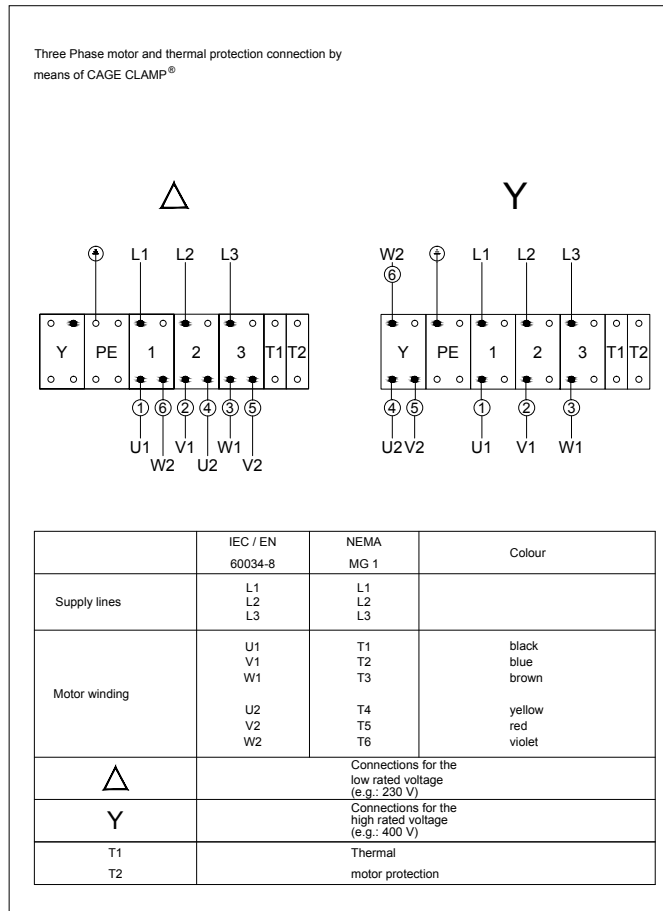 Three Phase motor and thermal protection connection by
means of CAGE CLAMP®
△ Y
L1 L2 L3
Y PE 1 2 3 T1 T2
1 6 2 4 3 5
U1 V1 W1
W2 U2 V2
W2 L1 L2 L3
6
Y PE 1 2 3 T1 T2
4 5 1 2 3
U2 V2 U1 V1 W1
IEC / EN NEMA Colour
60034-8 MG 1
Supply lines
L1 L1
L2 L2
L3 L3
Motor winding
U1 T1 black
V1 T2 blue
W1 T3 brown
U2 T4 yellow
V2 T5 red
W2 T6 violet
△ Connections for the
low rated voltage
(e.g.: 230 V)
Y Connections for the
high rated voltage
(e.g.: 400 V)
T1 Thermal
T2 motor protection